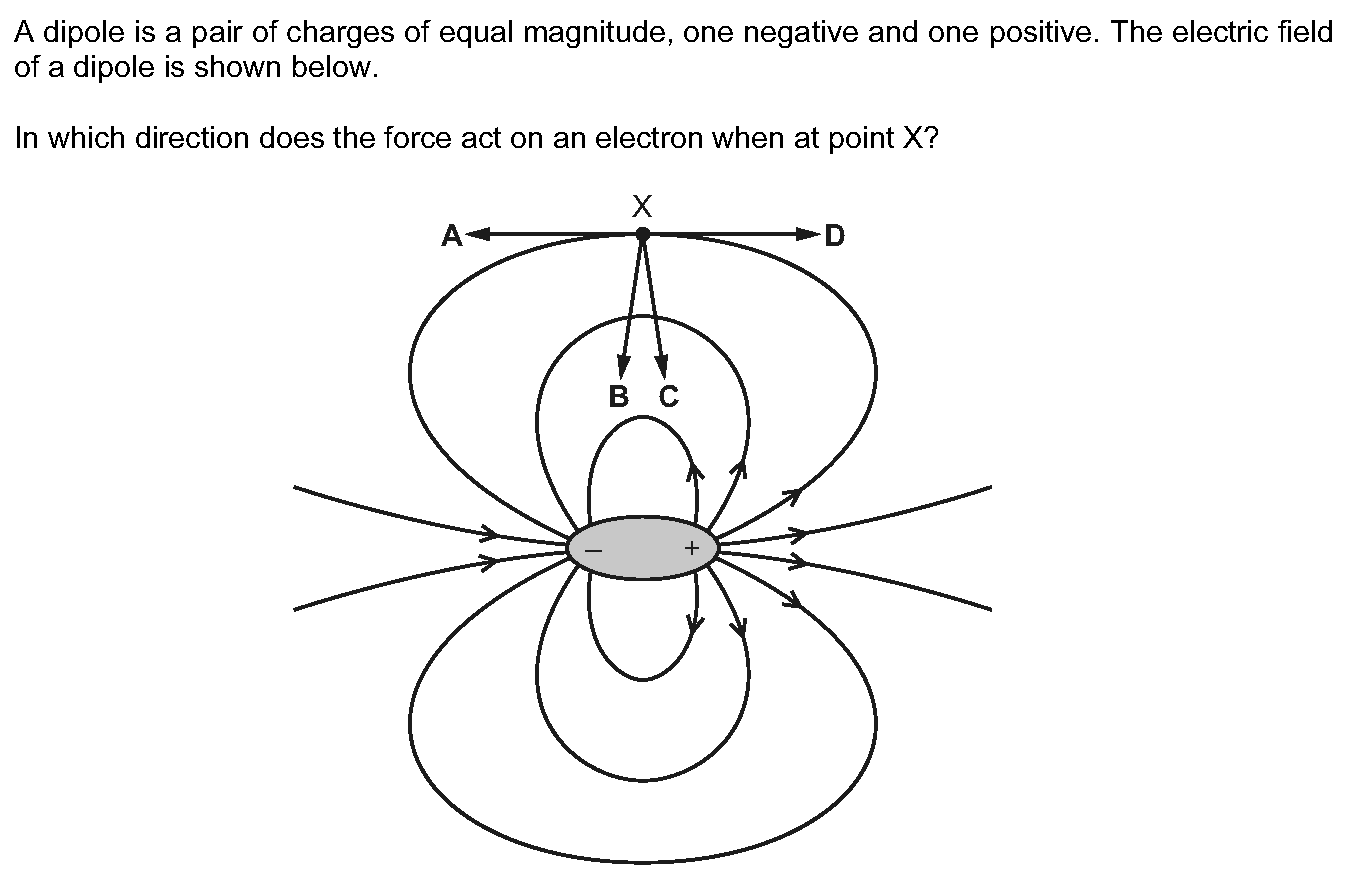 A dipole is a pair of charges of equal magnitude, one negative and one positive. The electric field
of a dipole is shown below.
In which direction does the force act on an electron when at point X?
X
A D
B C
– +